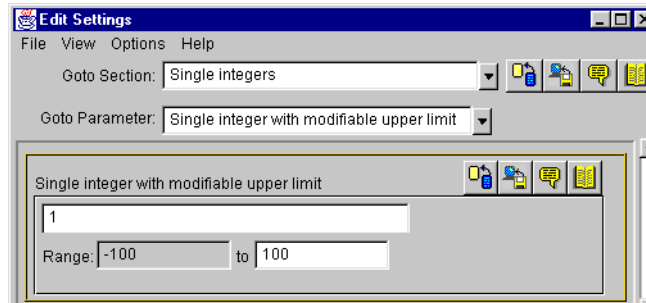 Edit Settings
File View Options Help
Goto Section: Single integers
Goto Parameter: Single integer with modifiable upper limit
Single integer with modifiable upper limit
1
Range: -100 to 100